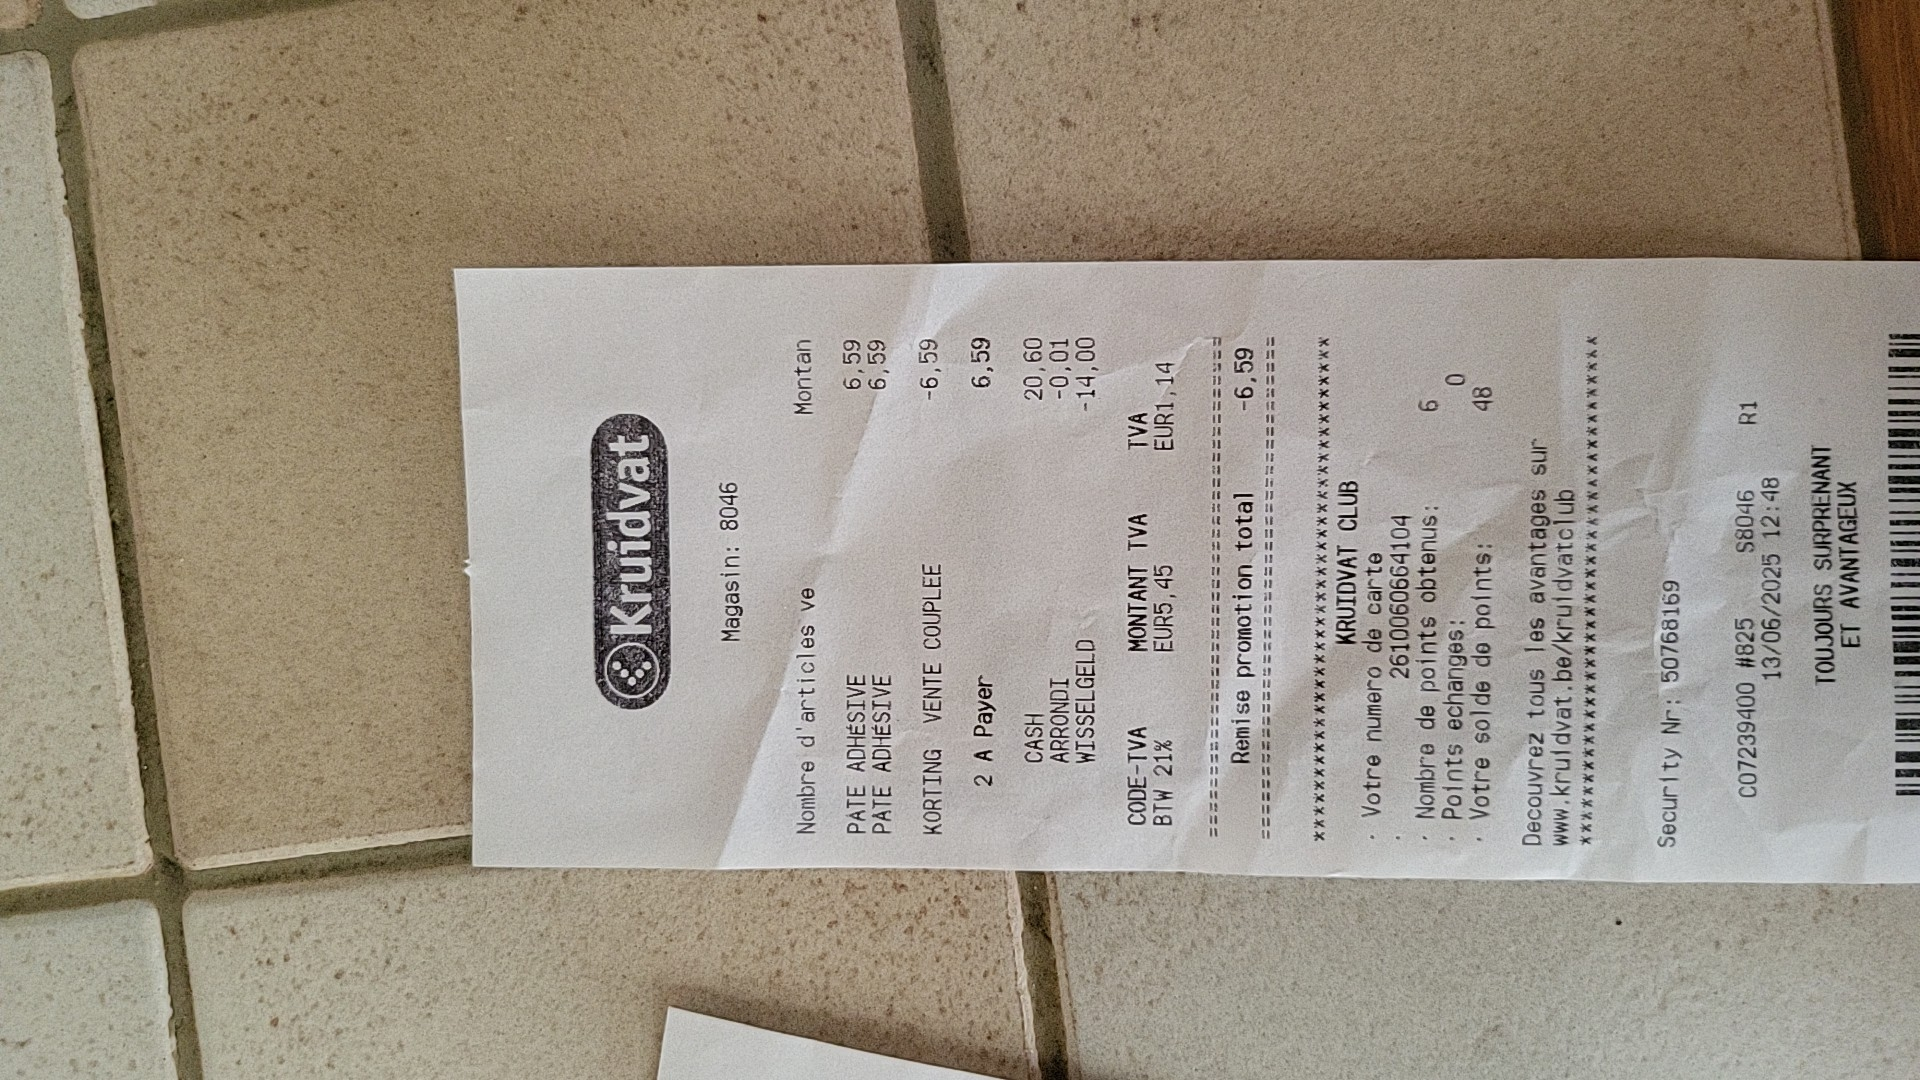 Kruidvat
Magasin: 8046
Nombre d'articles ve Montan
PATE ADHÉSIVE 6,59
PATE ADHÉSIVE 6,59
KORTING VENTE COUPLEE -6,59
2 A Payer 6,59
CASH 20,60
ARRONDI -0,01
WISSELGELD -14,00
CODE-TVA MONTANT TVA TVA
BTW 21% EUR5,45 EUR1,14
Remise promotion total -6,59
KRUIDVAT CLUB
. Votre numero de carte
. 2610060664104
. Nombre de points obtenus: 6
. Points echanges: 0
. Votre solde de points: 48
Decouvrez tous les avantages sur
www.kruidvat.be/kruidvatclub
Security Nr: 50768169
C07239400 #825 S8046 R1
13/06/2025 12:48
TOUJOURS SURPRENANT
ET AVANTAGEUX